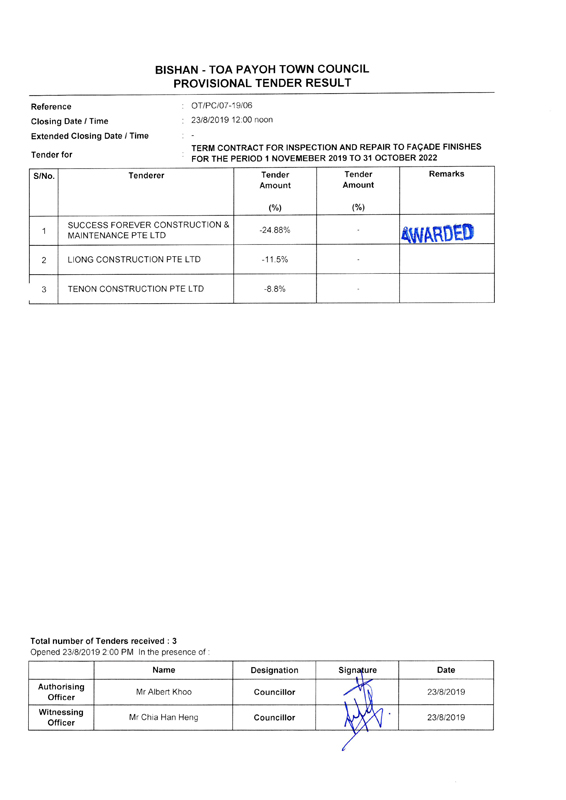 BISHAN - TOA PAYOH TOWN COUNCIL
PROVISIONAL TENDER RESULT
Reference : OT/PC/07-19/06
Closing Date / Time : 23/8/2019 12:00 noon
Extended Closing Date / Time : -
Tender for : TERM CONTRACT FOR INSPECTION AND REPAIR TO FAÇADE FINISHES
FOR THE PERIOD 1 NOVEMEBER 2019 TO 31 OCTOBER 2022
S/No. Tenderer Tender Tender Remarks
Amount Amount
(%) (%)
1 SUCCESS FOREVER CONSTRUCTION & -24.88% - AWARDED
MAINTENANCE PTE LTD
2 LIONG CONSTRUCTION PTE LTD -11.5% -
3 TENON CONSTRUCTION PTE LTD -8.8% -
Total number of Tenders received : 3
Opened 23/8/2019 2:00 PM In the presence of :
Name Designation Signature Date
Authorising Mr Albert Khoo Councillor 23/8/2019
Officer
Witnessing Mr Chia Han Heng Councillor 23/8/2019
Officer